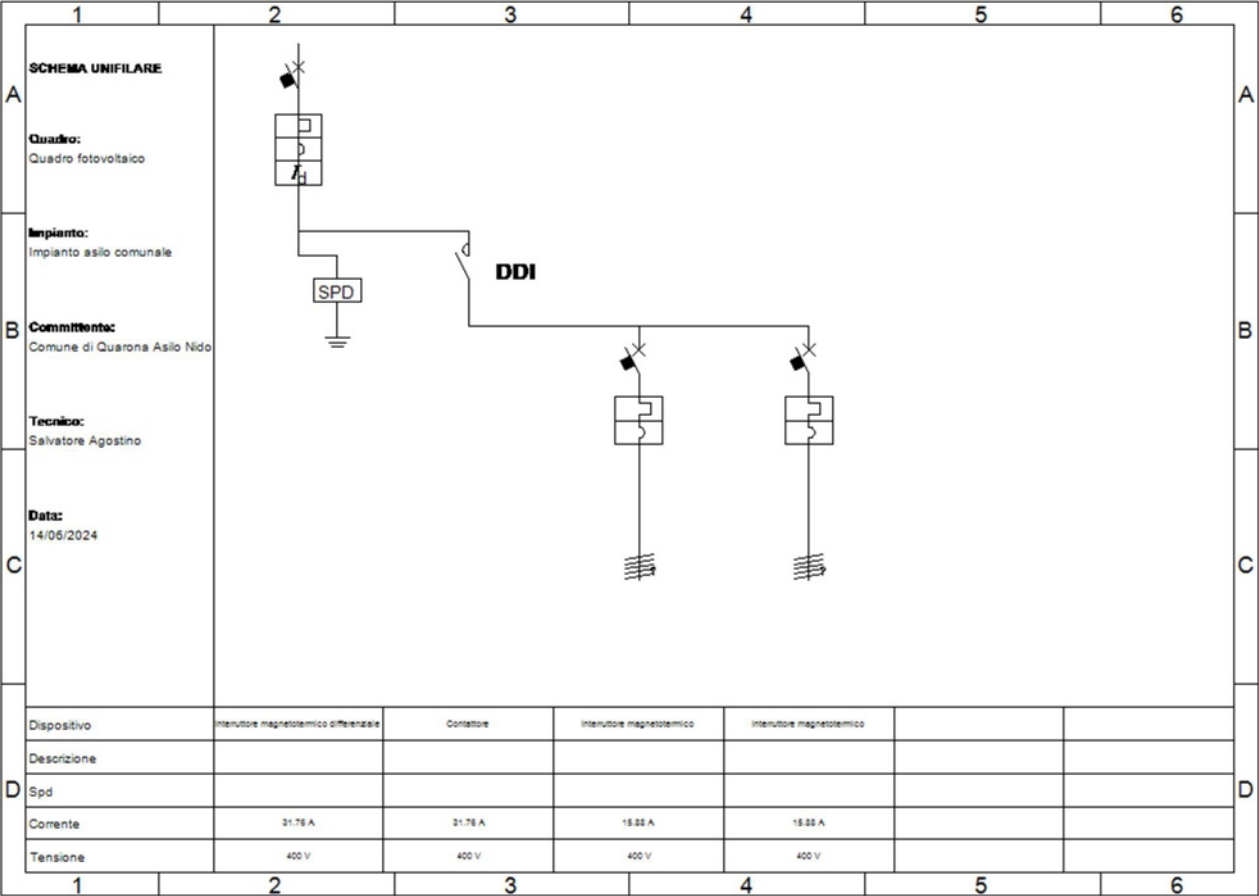 1 2 3 4 5 6
A A
SCHEMA UNIFILARE
Quadro:
Quadro fotovoltaico
Id
Impianto:
Impianto asilo comunale
DDI
SPD
B B
Committente:
Comune di Quarona Asilo Nido
Tecnico:
Salvatore Agostino
Data:
14/06/2024
C C
Dispositivo Interruttore magnetotermico differenziale Contattore Interruttore magnetotermico Interruttore magnetotermico
Descrizione
D Spd D
Corrente 31.76 A 31.76 A 15.88 A 15.88 A
Tensione 400 V 400 V 400 V 400 V
1 2 3 4 5 6